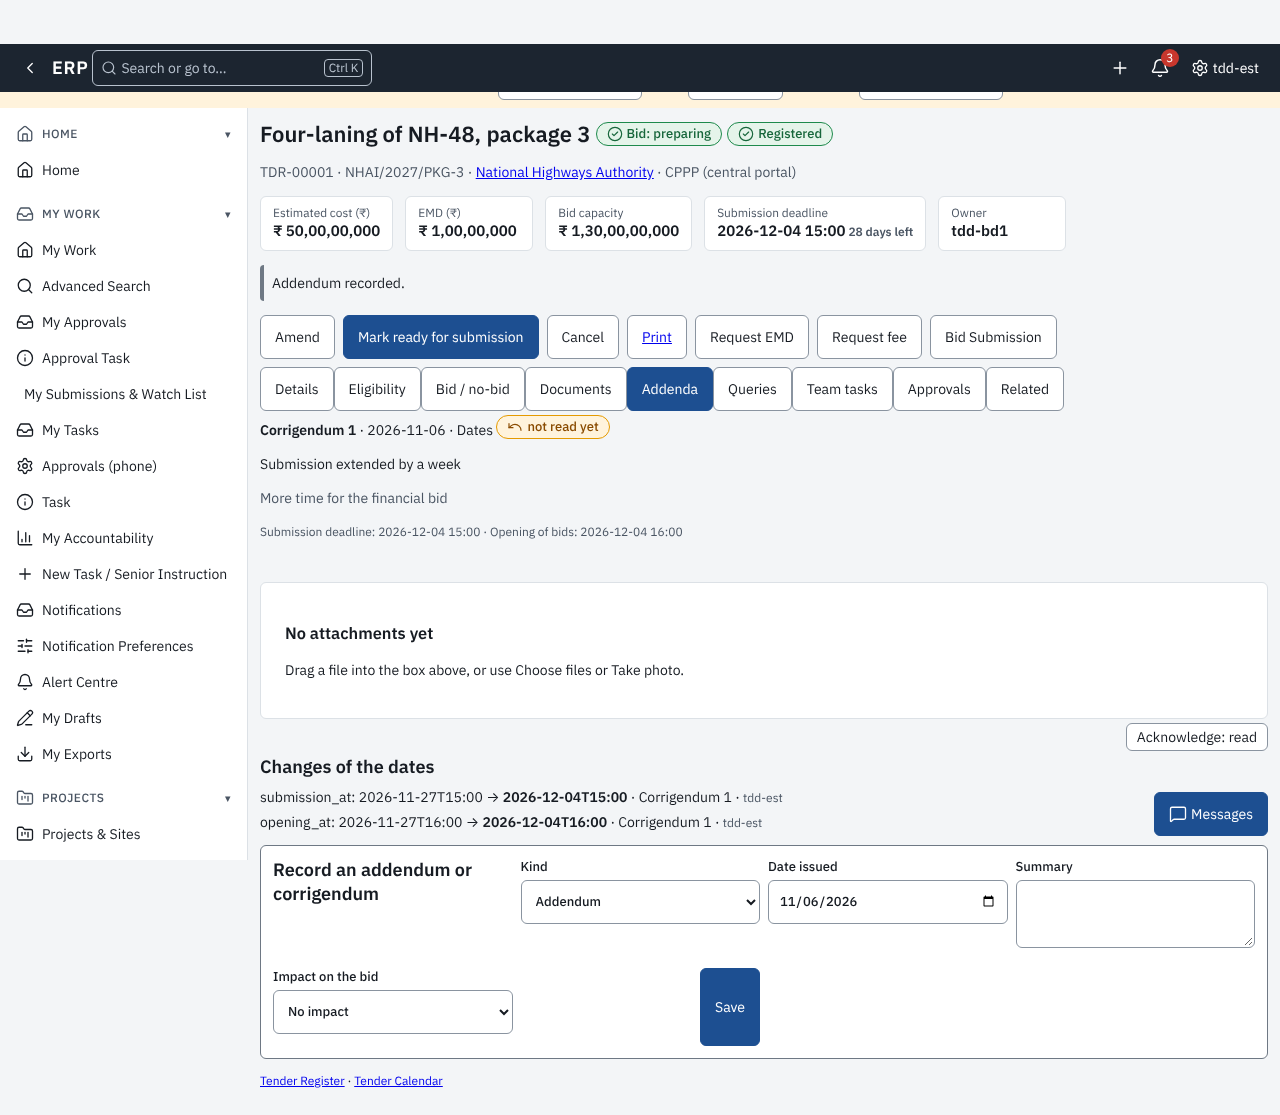 ERP
Search or go to...
Ctrl K
3
tdd-est
HOME
Home
MY WORK
My Work
Advanced Search
My Approvals
Approval Task
My Submissions & Watch List
My Tasks
Approvals (phone)
Task
My Accountability
New Task / Senior Instruction
Notifications
Notification Preferences
Alert Centre
My Drafts
My Exports
PROJECTS
Projects & Sites
Four-laning of NH-48, package 3 Bid: preparing Registered
TDR-00001 · NHAI/2027/PKG-3 · National Highways Authority · CPPP (central portal)
Estimated cost (₹)
₹ 50,00,00,000
EMD (₹)
₹ 1,00,00,000
Bid capacity
₹ 1,30,00,00,000
Submission deadline
2026-12-04 15:00 28 days left
Owner
tdd-bd1
Addendum recorded.
Amend Mark ready for submission Cancel Print Request EMD Request fee Bid Submission
Details Eligibility Bid / no-bid Documents Addenda Queries Team tasks Approvals Related
Corrigendum 1 · 2026-11-06 · Dates not read yet
Submission extended by a week
More time for the financial bid
Submission deadline: 2026-12-04 15:00 · Opening of bids: 2026-12-04 16:00
No attachments yet
Drag a file into the box above, or use Choose files or Take photo.
Acknowledge: read
Changes of the dates
submission_at: 2026-11-27T15:00 → 2026-12-04T15:00 · Corrigendum 1 · tdd-est
opening_at: 2026-11-27T16:00 → 2026-12-04T16:00 · Corrigendum 1 · tdd-est
Messages
Record an addendum or
corrigendum
Kind
Addendum
Date issued
11/06/2026
Summary
Impact on the bid
No impact
Save
Tender Register · Tender Calendar